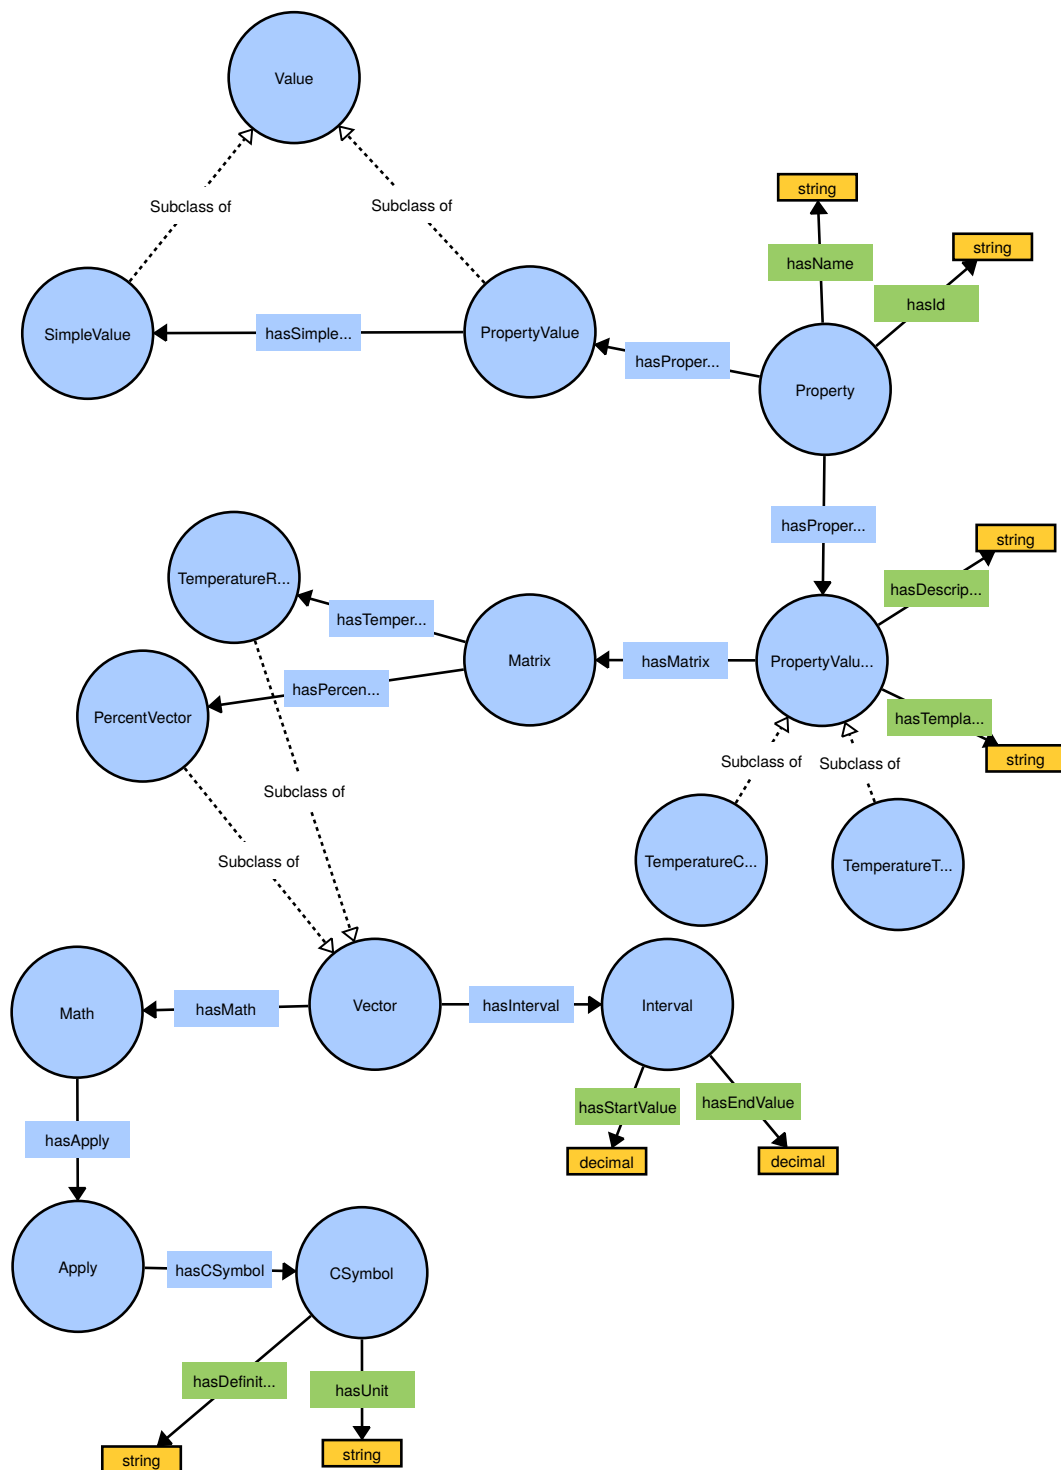 Value
string
Subclass of
Subclass of
string
hasName
hasId
SimpleValue
hasSimple...
PropertyValue
hasProper...
Property
hasProper...
string
TemperatureR...
hasDescrip...
hasTemper...
Matrix
hasMatrix
PropertyValu...
hasPercen...
PercentVector
hasTempla...
string
Subclass of
Subclass of
Subclass of
Subclass of
TemperatureC...
TemperatureT...
Math
hasMath
Vector
hasInterval
Interval
hasStartValue
hasEndValue
hasApply
decimal
decimal
Apply
hasCSymbol
CSymbol
hasDefinit...
hasUnit
string
string